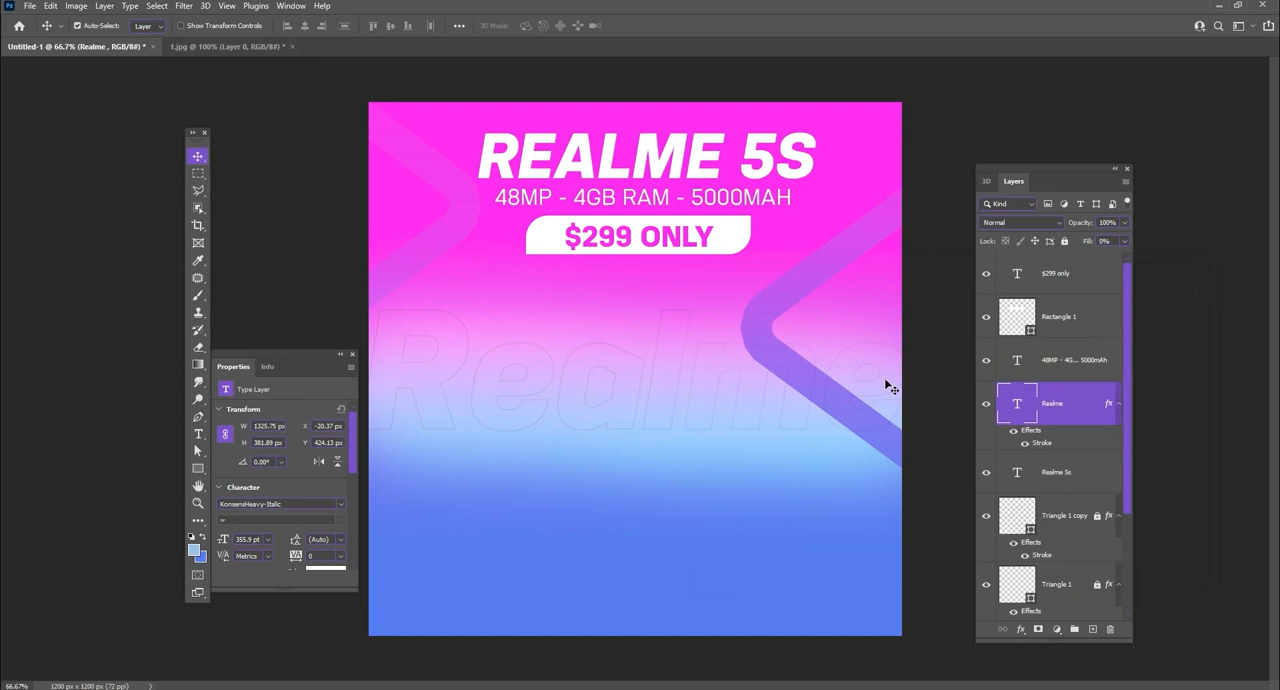 Ps File Edit Image Layer Type Select Filter 3D View Plugins Window Help
Auto-Select: Layer Show Transform Controls 3D Mode:
Untitled-1 @ 66.7% (Realme , RGB/8#) * × t.jpg @ 100% (Layer 0, RGB/8#) * ×
REALME 5S
48MP - 4GB RAM - 5000MAH
$299 ONLY
Realme
Properties Info
T Type Layer
Transform
W 1325.75 px X -20.37 px
H 381.89 px Y 424.13 px
0.00°
Character
KonsensHeavy-Italic
355.9 pt (Auto)
Metrics 0
3D Layers
Kind
Normal Opacity: 100%
Lock: Fill: 0%
T $299 only
Rectangle 1
T 48MP - 4G... 5000mAh
T Realme fx
Effects
Stroke
T Realme 5s
Triangle 1 copy fx
Effects
Stroke
Triangle 1 fx
Effects
66.67% 1200 px x 1200 px (72 ppi)